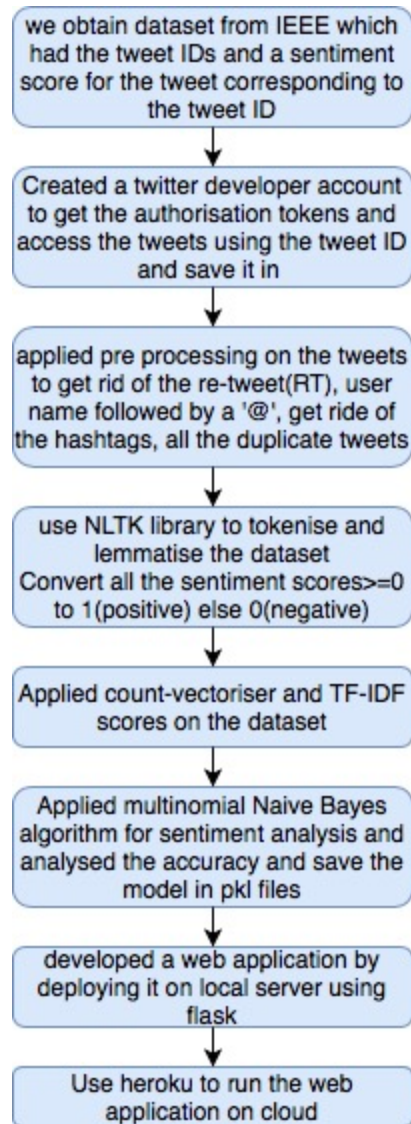 we obtain dataset from IEEE which
had the tweet IDs and a sentiment
score for the tweet corresponding to
the tweet ID
Created a twitter developer account
to get the authorisation tokens and
access the tweets using the tweet ID
and save it in
applied pre processing on the tweets
to get rid of the re-tweet(RT), user
name followed by a '@', get ride of
the hashtags, all the duplicate tweets
use NLTK library to tokenise and
lemmatise the dataset
Convert all the sentiment scores>=0
to 1(positive) else 0(negative)
Applied count-vectoriser and TF-IDF
scores on the dataset
Applied multinomial Naive Bayes
algorithm for sentiment analysis and
analysed the accuracy and save the
model in pkl files
developed a web application by
deploying it on local server using
flask
Use heroku to run the web
application on cloud